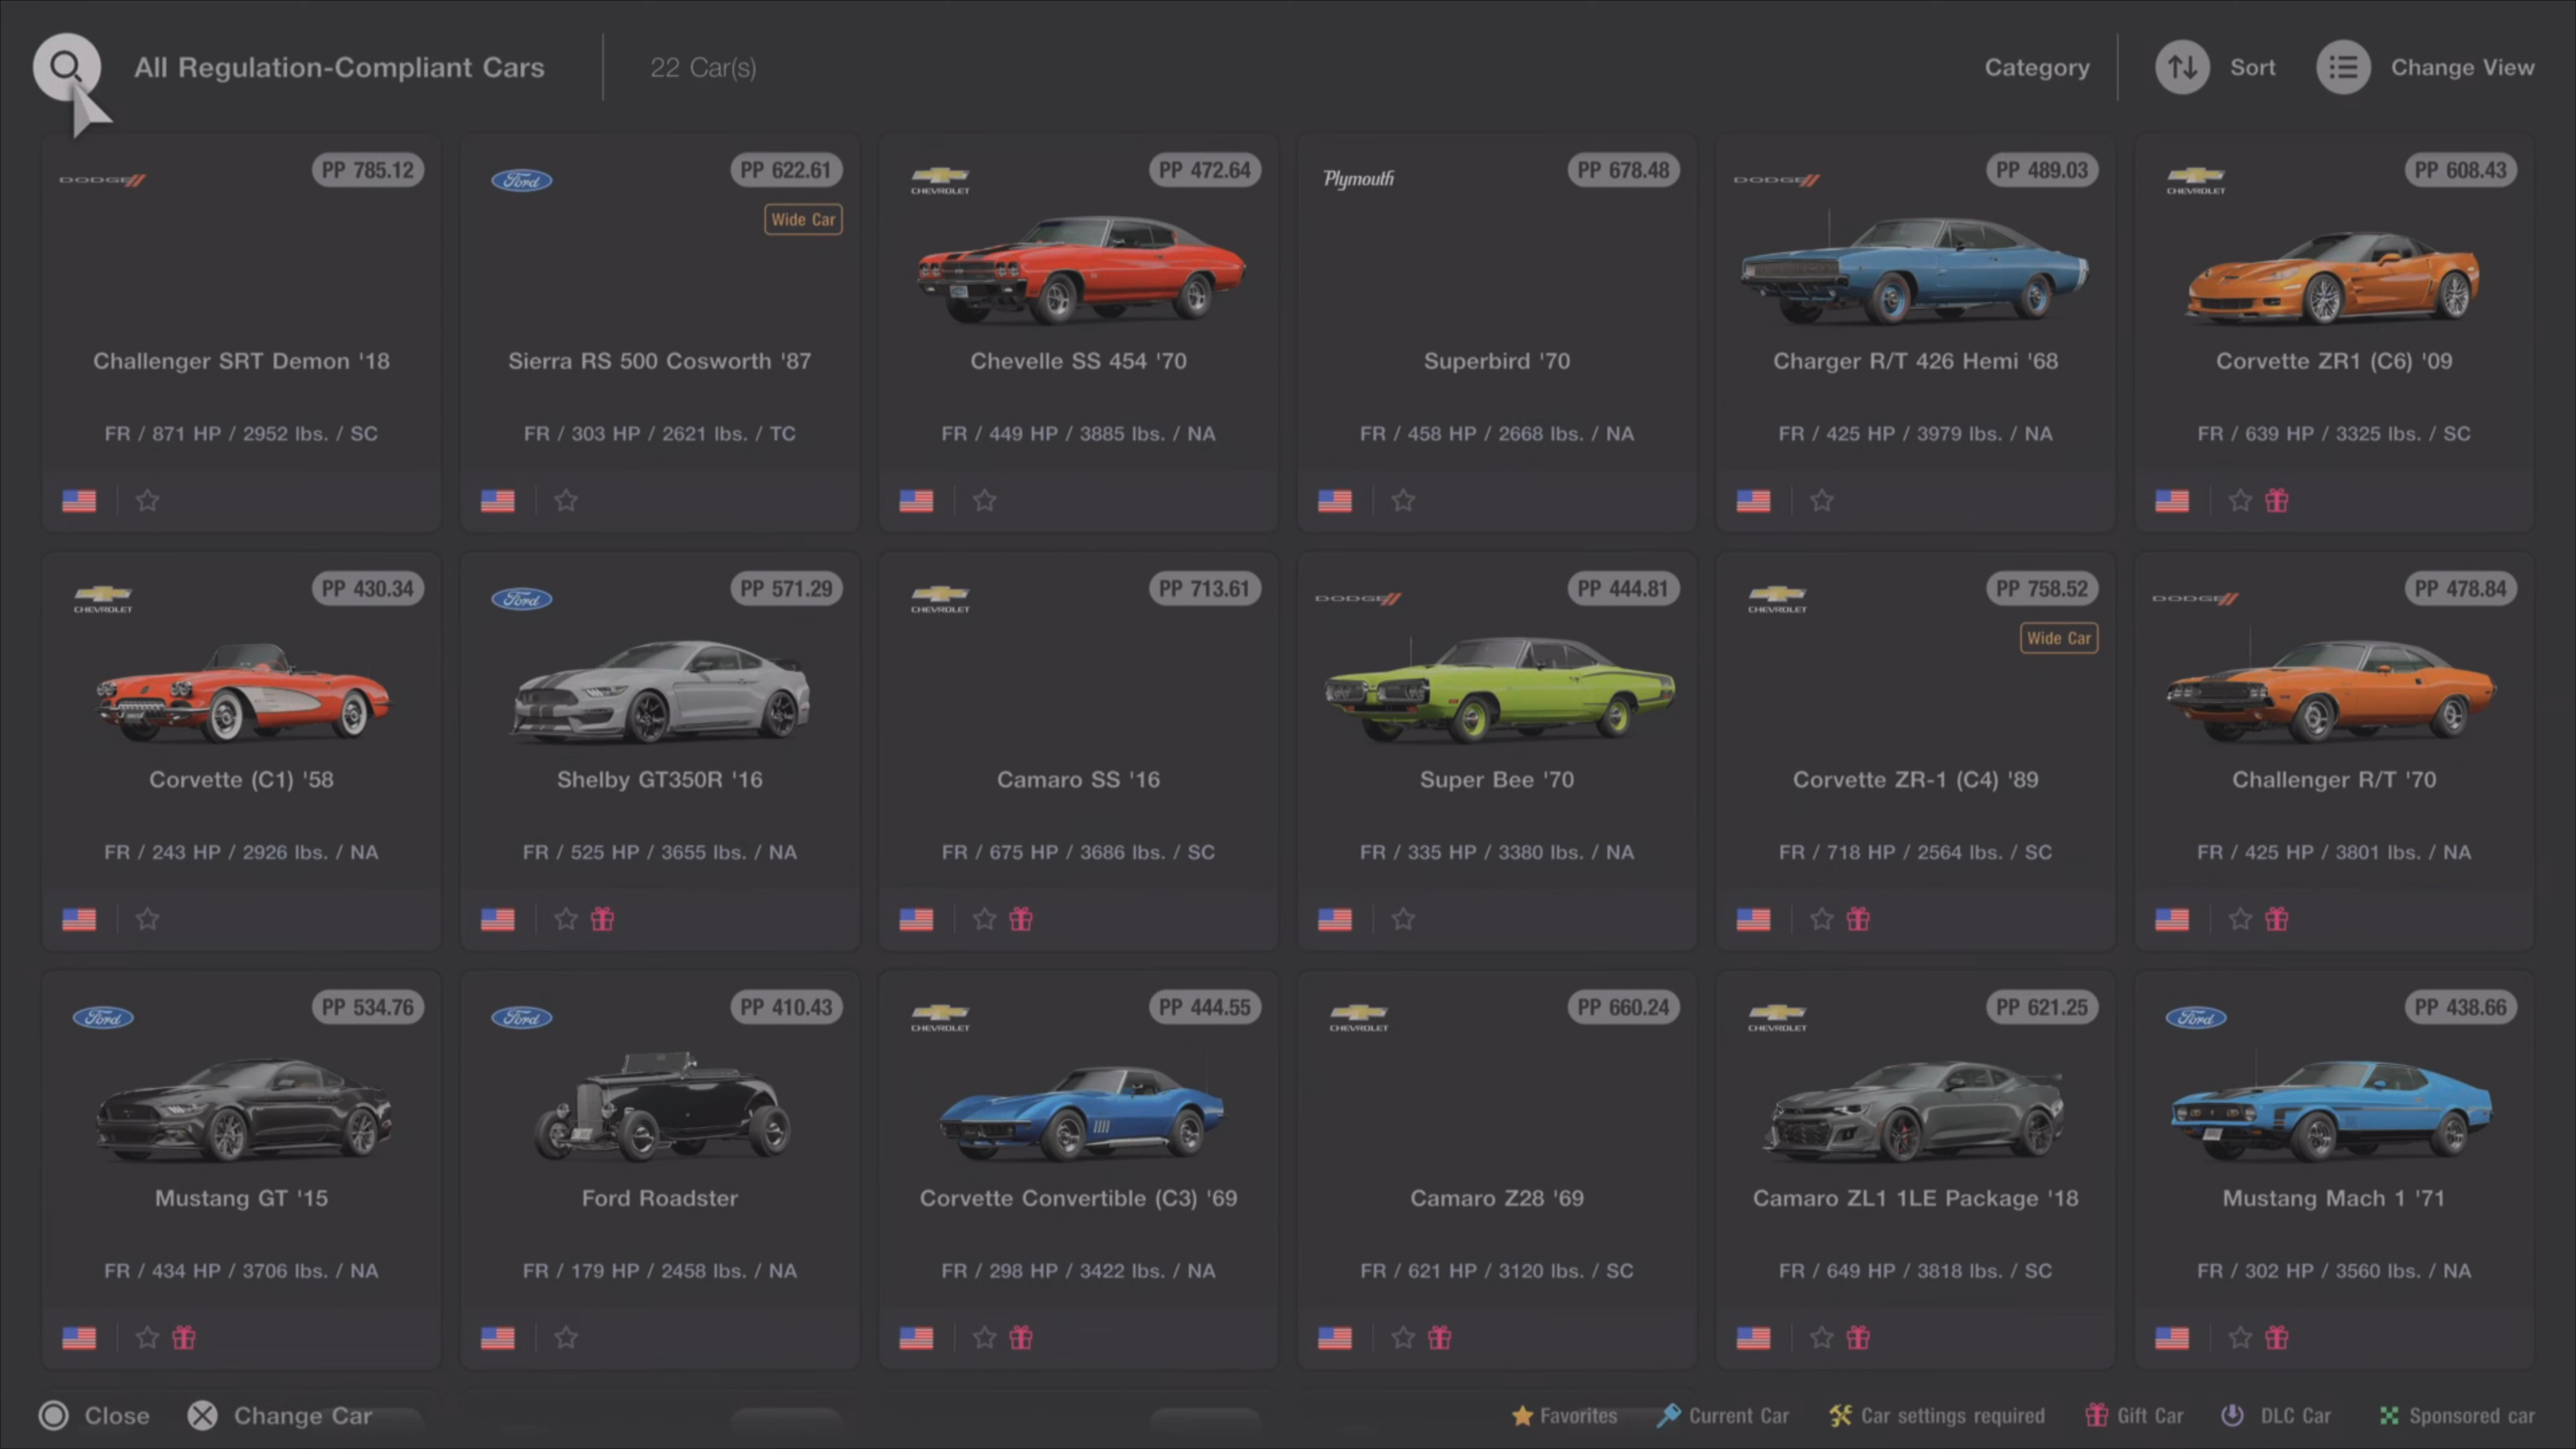 All Regulation-Compliant Cars
22 Car(s)
Category
Sort
Change View
DODGE
PP 785.12
Challenger SRT Demon '18
FR / 871 HP / 2952 lbs. / SC
Ford
PP 622.61
Wide Car
Sierra RS 500 Cosworth '87
FR / 303 HP / 2621 lbs. / TC
CHEVROLET
PP 472.64
Chevelle SS 454 '70
FR / 449 HP / 3885 lbs. / NA
Plymouth
PP 678.48
Superbird '70
FR / 458 HP / 2668 lbs. / NA
DODGE
PP 489.03
Charger R/T 426 Hemi '68
FR / 425 HP / 3979 lbs. / NA
CHEVROLET
PP 608.43
Corvette ZR1 (C6) '09
FR / 639 HP / 3325 lbs. / SC
CHEVROLET
PP 430.34
Corvette (C1) '58
FR / 243 HP / 2926 lbs. / NA
Ford
PP 571.29
Shelby GT350R '16
FR / 525 HP / 3655 lbs. / NA
CHEVROLET
PP 713.61
Camaro SS '16
FR / 675 HP / 3686 lbs. / SC
DODGE
PP 444.81
Super Bee '70
FR / 335 HP / 3380 lbs. / NA
CHEVROLET
PP 758.52
Wide Car
Corvette ZR-1 (C4) '89
FR / 718 HP / 2564 lbs. / SC
DODGE
PP 478.84
Challenger R/T '70
FR / 425 HP / 3801 lbs. / NA
Ford
PP 534.76
Mustang GT '15
FR / 434 HP / 3706 lbs. / NA
Ford
PP 410.43
Ford Roadster
FR / 179 HP / 2458 lbs. / NA
CHEVROLET
PP 444.55
Corvette Convertible (C3) '69
FR / 298 HP / 3422 lbs. / NA
CHEVROLET
PP 660.24
Camaro Z28 '69
FR / 621 HP / 3120 lbs. / SC
CHEVROLET
PP 621.25
Camaro ZL1 1LE Package '18
FR / 649 HP / 3818 lbs. / SC
Ford
PP 438.66
Mustang Mach 1 '71
FR / 302 HP / 3560 lbs. / NA
Close
Change Car
Favorites
Current Car
Car settings required
Gift Car
DLC Car
Sponsored car